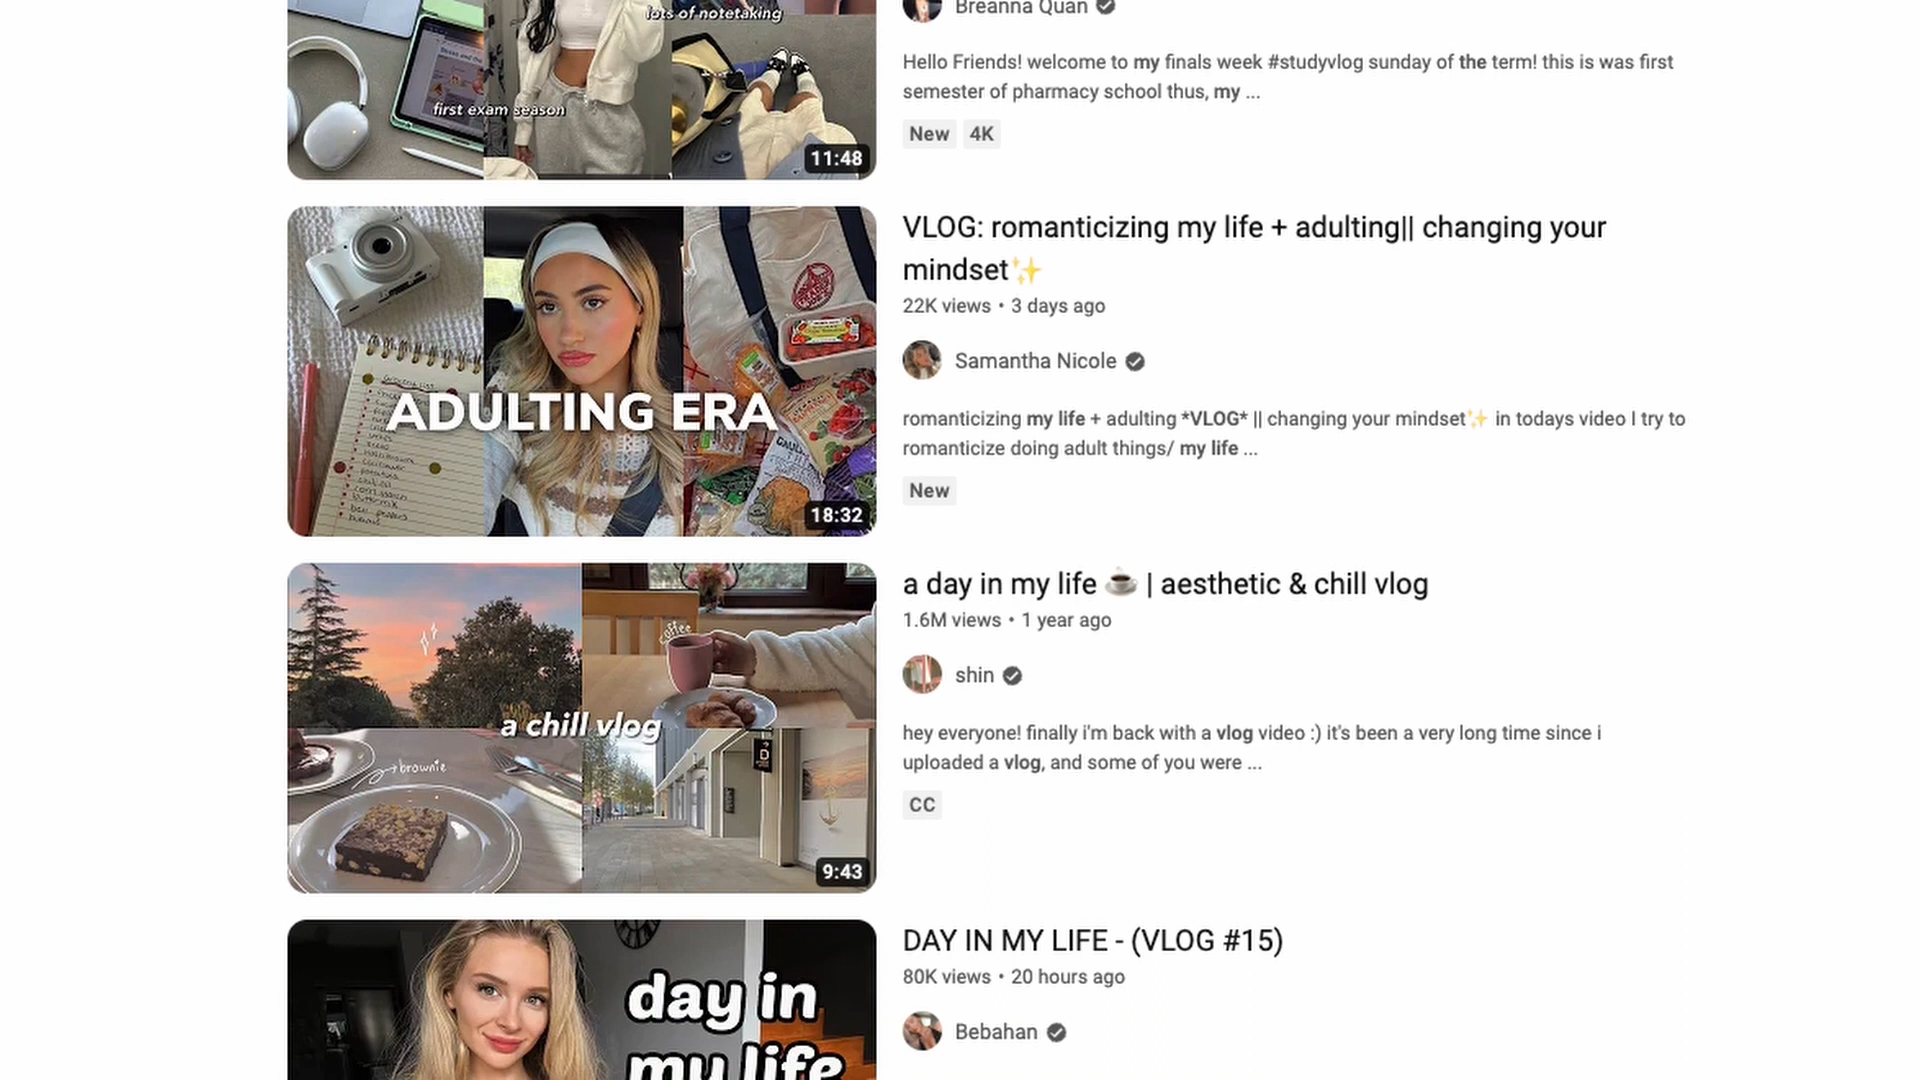 lots of notetaking
first exam season
11:48
Breanna Quan
Hello Friends! welcome to my finals week #studyvlog sunday of the term! this is was first
semester of pharmacy school thus, my ...
New 4K
ADULTING ERA
18:32
VLOG: romanticizing my life + adulting|| changing your
mindset✨
22K views • 3 days ago
Samantha Nicole
romanticizing my life + adulting *VLOG* || changing your mindset✨ in todays video I try to
romanticize doing adult things/ my life ...
New
coffee
a chill vlog
brownie
9:43
a day in my life ☕ | aesthetic & chill vlog
1.6M views • 1 year ago
shin
hey everyone! finally i'm back with a vlog video :) it's been a very long time since i
uploaded a vlog, and some of you were ...
CC
day in
my life
DAY IN MY LIFE - (VLOG #15)
80K views • 20 hours ago
Bebahan